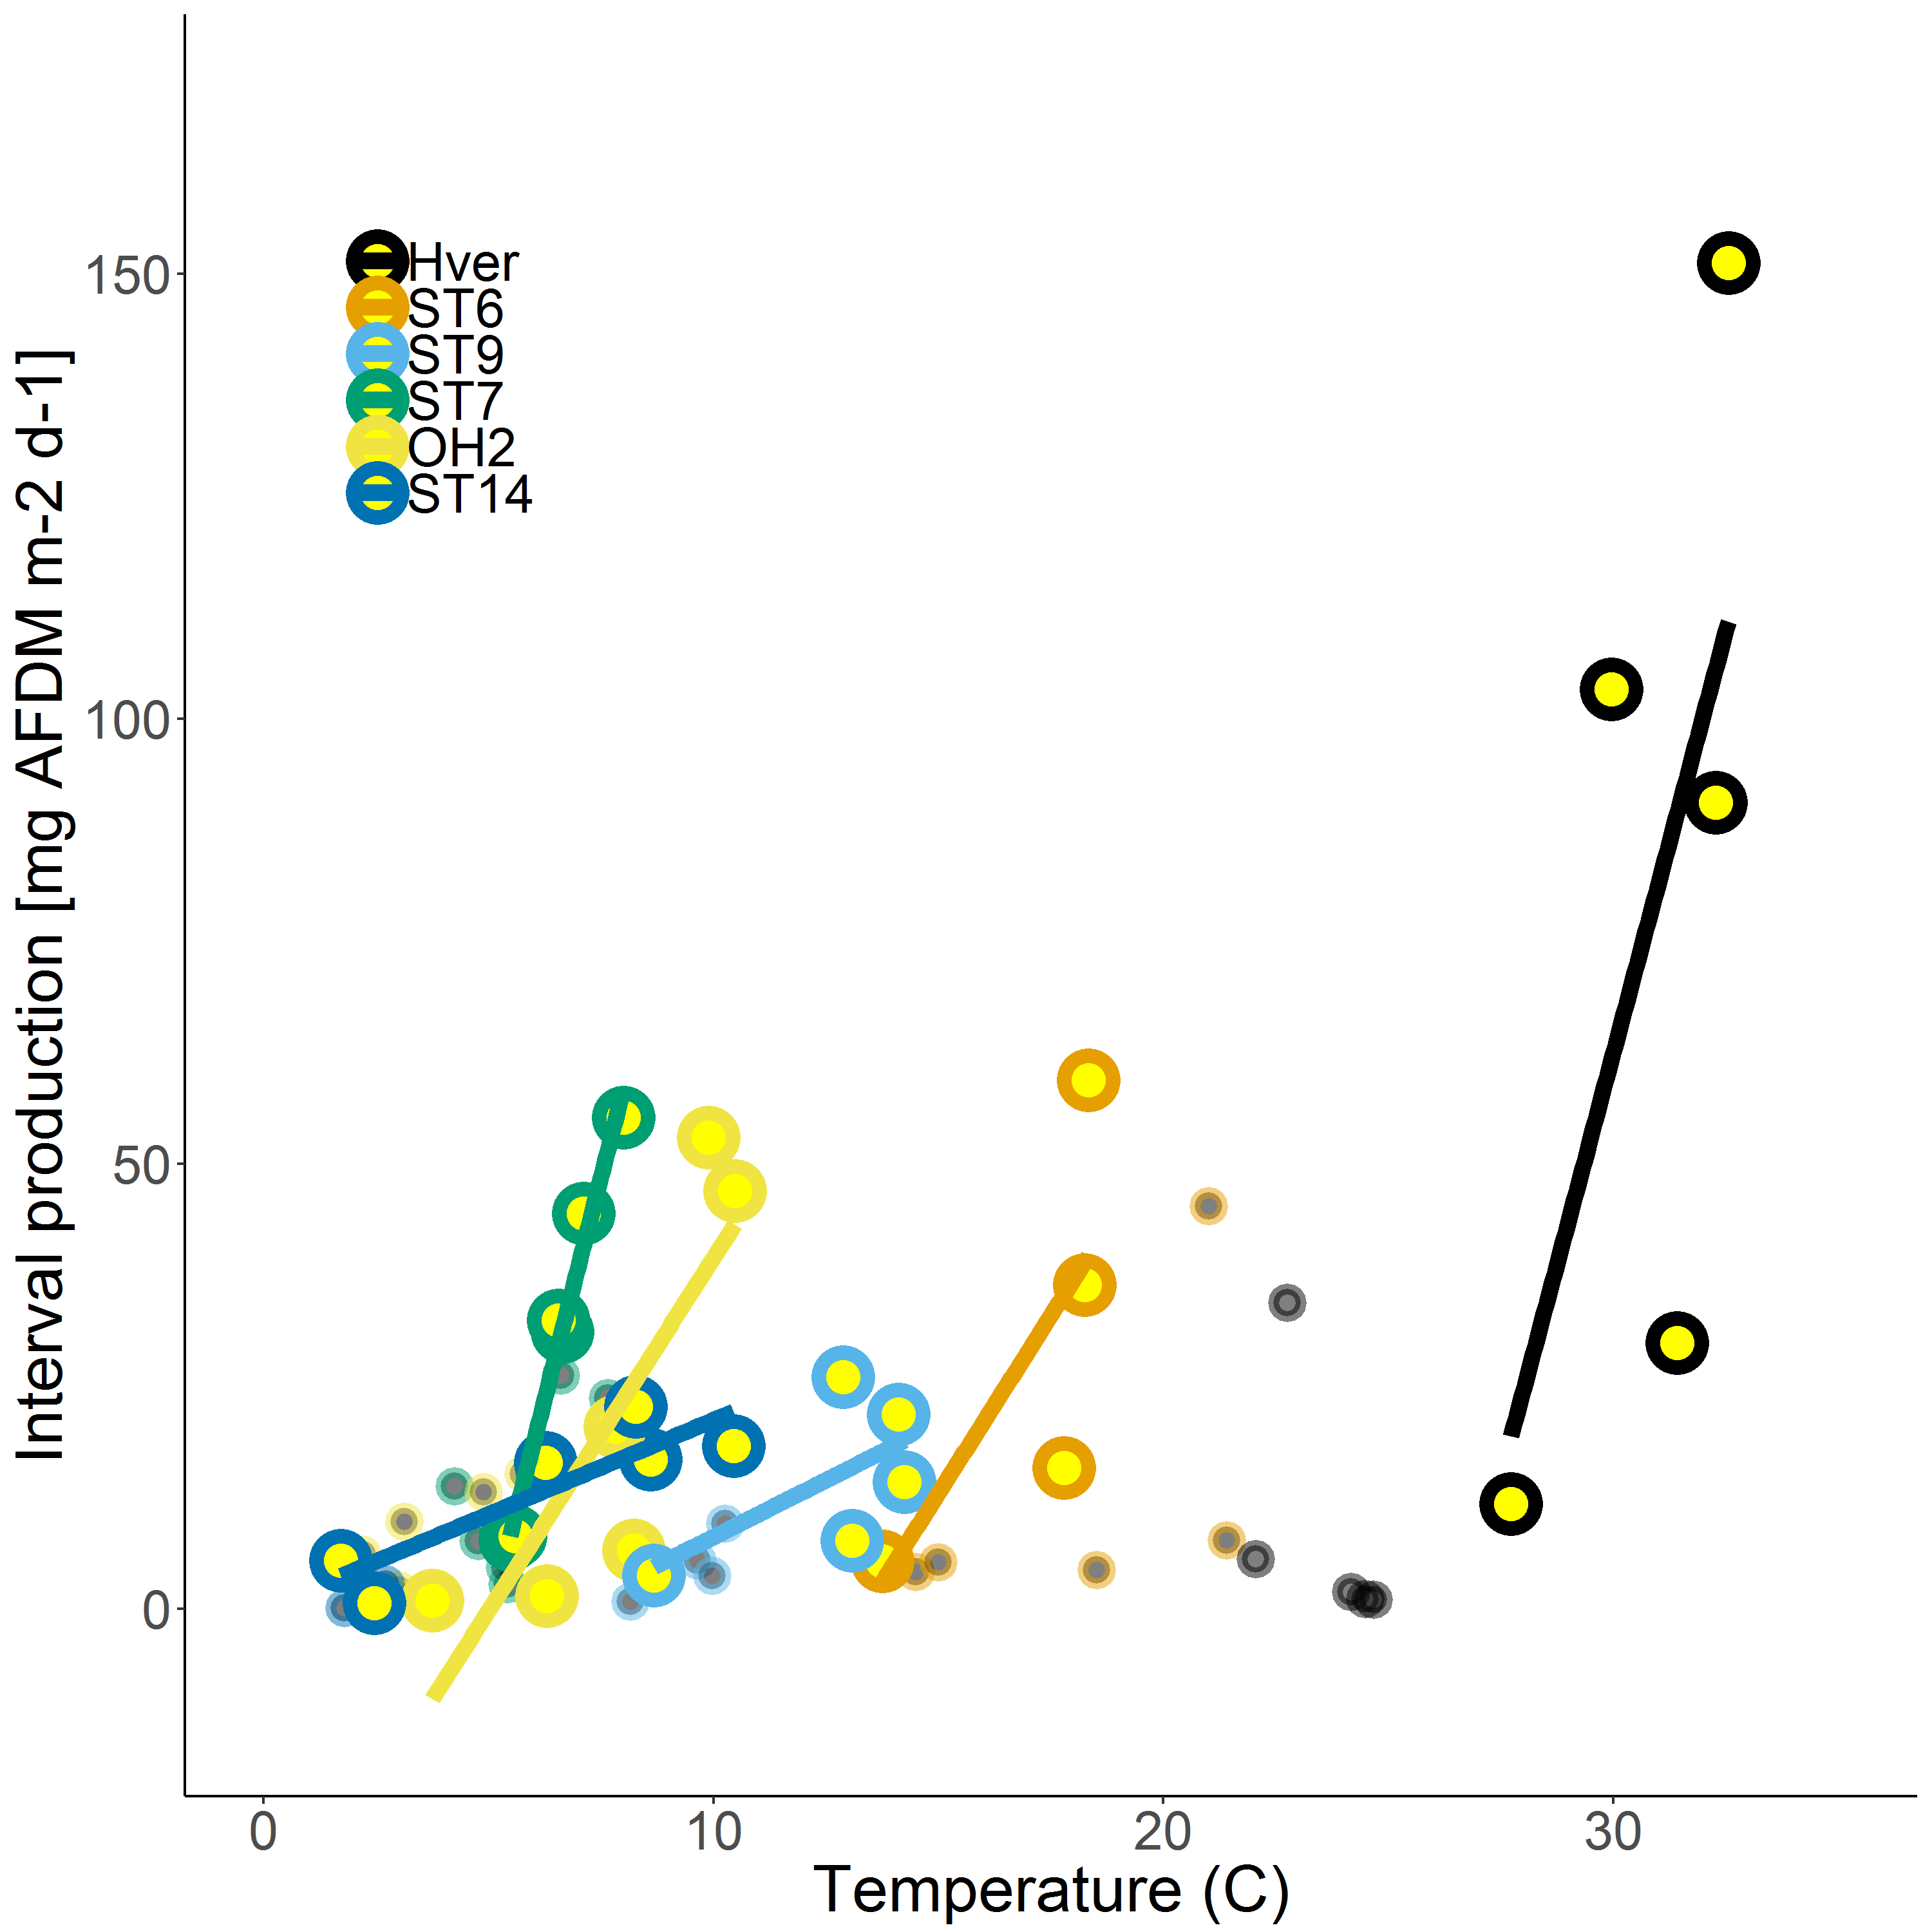 Interval production [mg AFDM m-2 d-1]
150
100
50
0
Hver
ST6
ST9
ST7
OH2
ST14
0 10 20 30
Temperature (C)